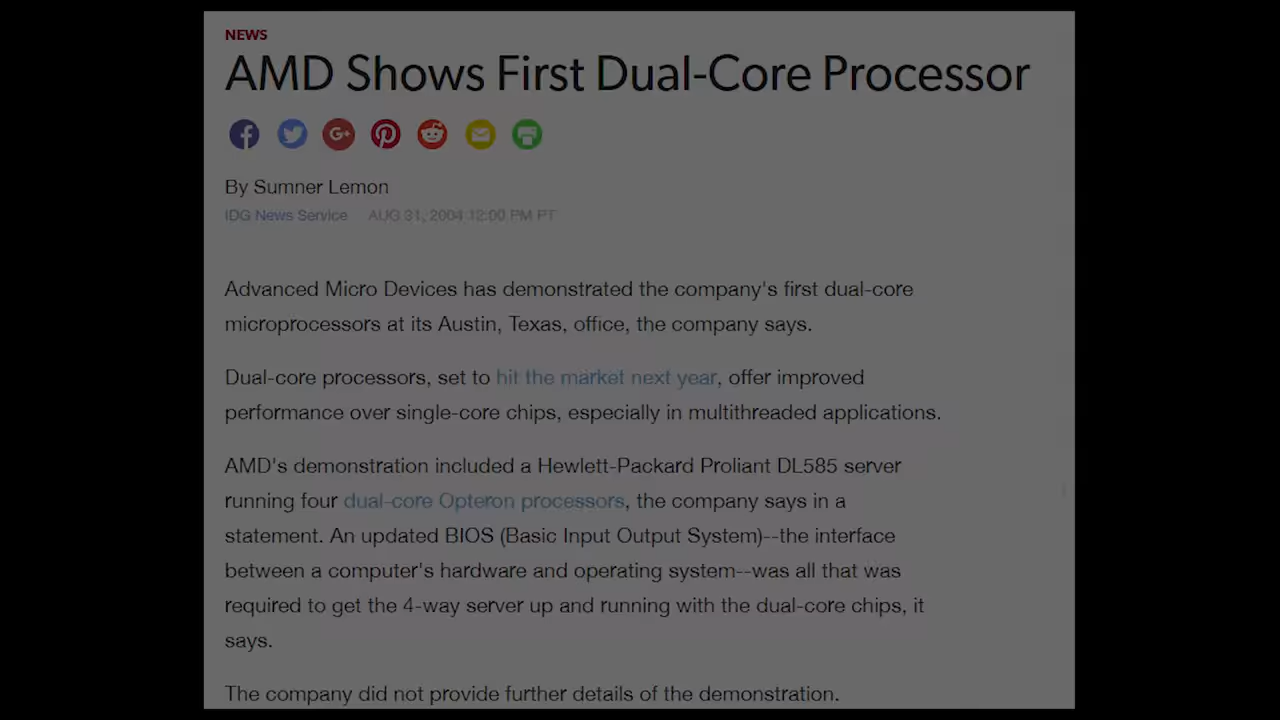 NEWS
AMD Shows First Dual-Core Processor
By Sumner Lemon
IDG News Service AUG 31, 2004 12:00 PM PT
Advanced Micro Devices has demonstrated the company's first dual-core
microprocessors at its Austin, Texas, office, the company says.
Dual-core processors, set to hit the market next year, offer improved
performance over single-core chips, especially in multithreaded applications.
AMD's demonstration included a Hewlett-Packard Proliant DL585 server
running four dual-core Opteron processors, the company says in a
statement. An updated BIOS (Basic Input Output System)--the interface
between a computer's hardware and operating system--was all that was
required to get the 4-way server up and running with the dual-core chips, it
says.
The company did not provide further details of the demonstration.